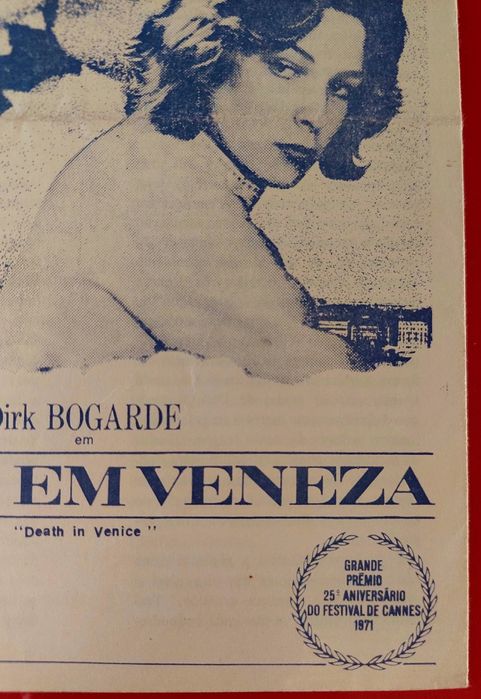 Dirk BOGARDE
em
EM VENEZA
"Death in Venice"
GRANDE
PRÊMIO
25º ANIVERSÁRIO
DO FESTIVAL DE CANNES
1971